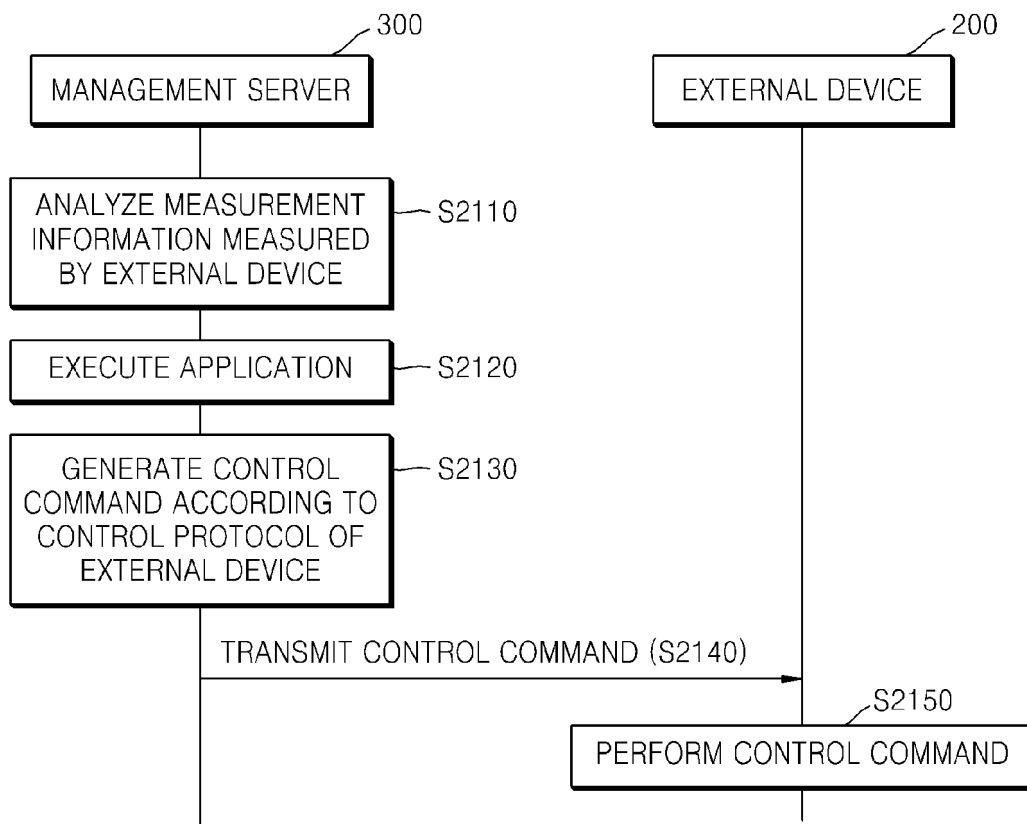 300
200
MANAGEMENT SERVER
EXTERNAL DEVICE
ANALYZE MEASUREMENT
INFORMATION MEASURED
BY EXTERNAL DEVICE
S2110
EXECUTE APPLICATION
S2120
GENERATE CONTROL
COMMAND ACCORDING TO
CONTROL PROTOCOL OF
EXTERNAL DEVICE
S2130
TRANSMIT CONTROL COMMAND (S2140)
S2150
PERFORM CONTROL COMMAND